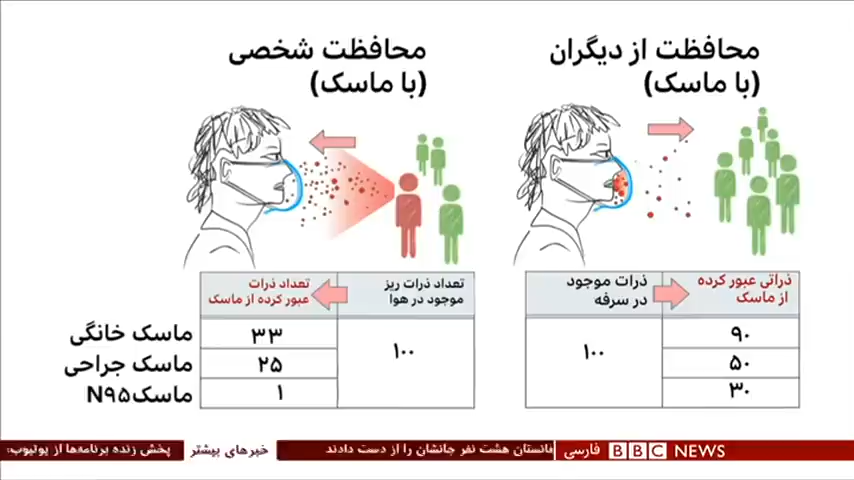 محافظت از دیگران
(با ماسک)
محافظت شخصی
(با ماسک)
ذراتی عبور کرده
از ماسک
ذرات موجود
در سرفه
تعداد ذرات ریز
موجود در هوا
تعداد ذرات
عبور کرده از ماسک
۹۰
۱۰۰
۵۰
۳۰
۱۰۰
ماسک خانگی
۳۳
ماسک جراحی
۲۵
ماسک N۹۵
۱
BBC NEWS فارسی
هشت نفر جانشان را از دست دادند
خبرهای بیشتر
پخش زنده برنامه‌ها از یوتیوب